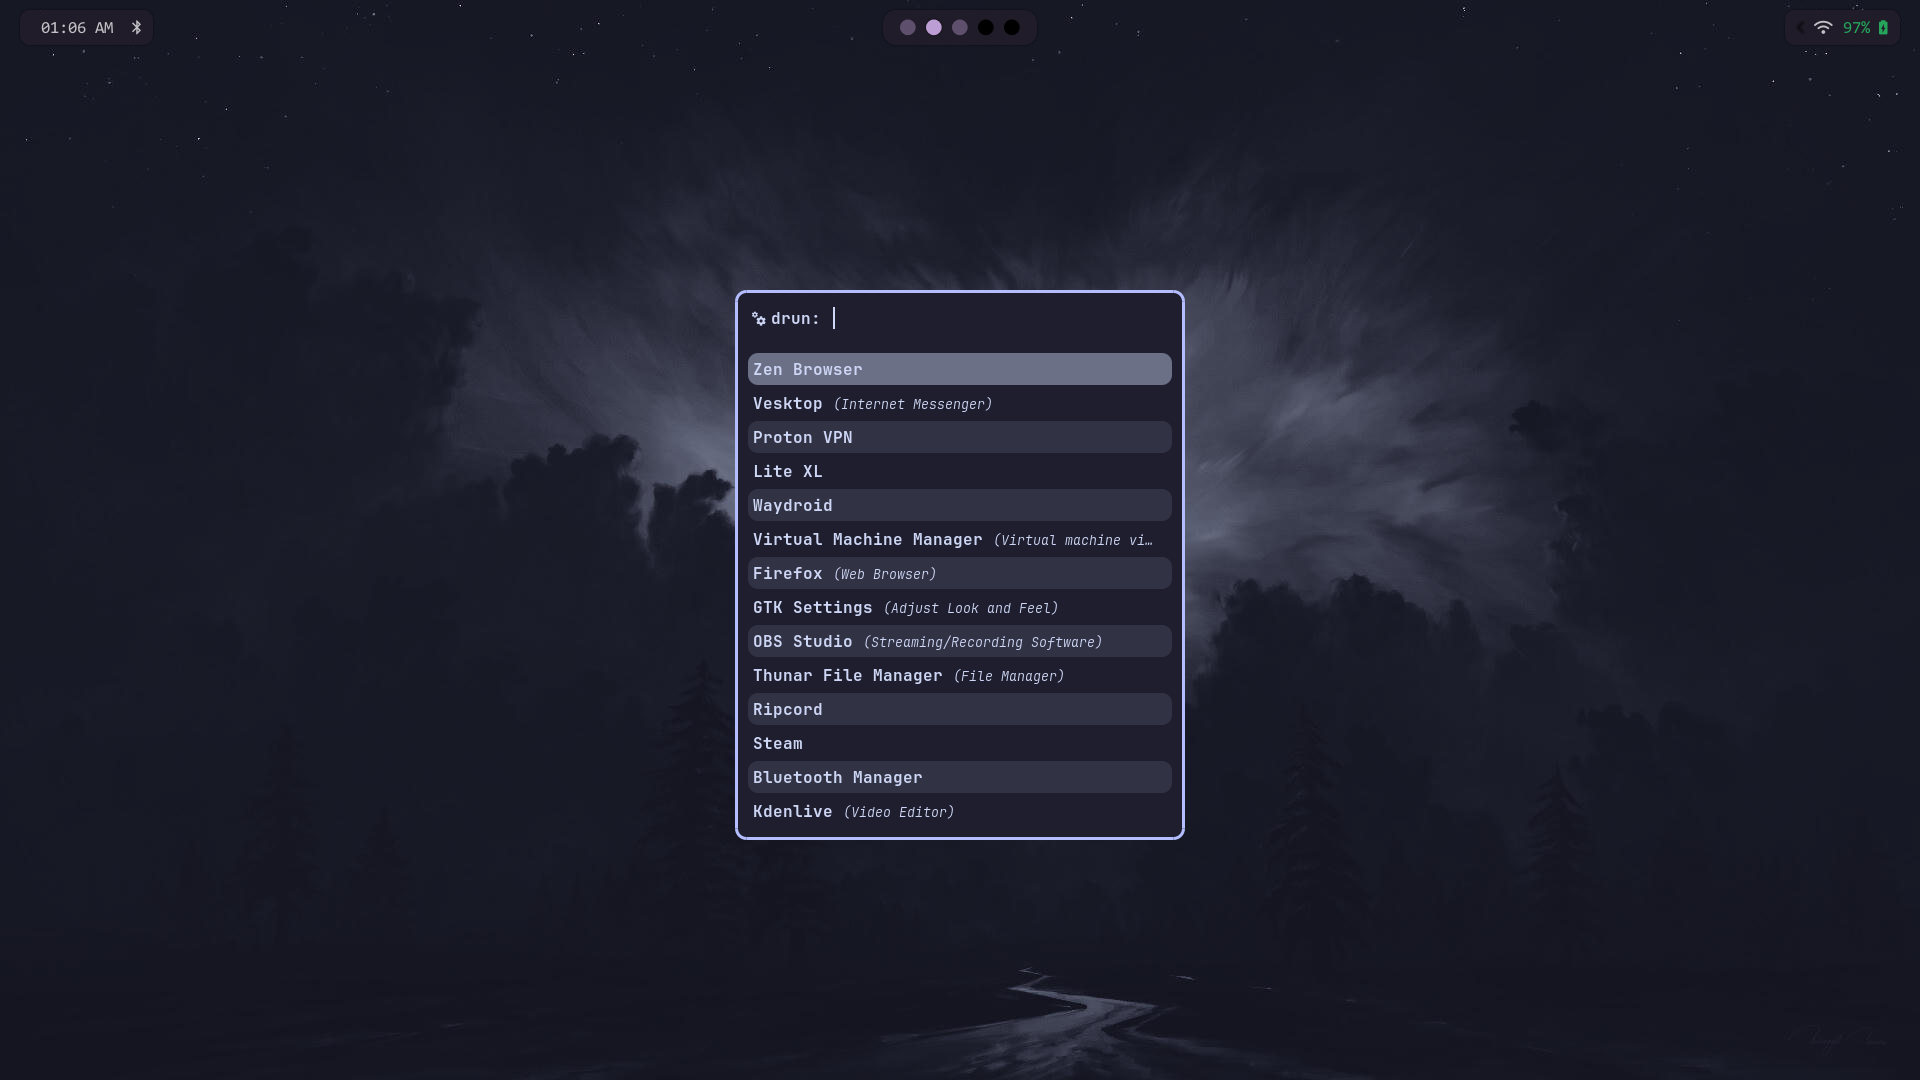 01:06 AM
97%
drun:
Zen Browser
Vesktop (Internet Messenger)
Proton VPN
Lite XL
Waydroid
Virtual Machine Manager (Virtual machine vi…
Firefox (Web Browser)
GTK Settings (Adjust Look and Feel)
OBS Studio (Streaming/Recording Software)
Thunar File Manager (File Manager)
Ripcord
Steam
Bluetooth Manager
Kdenlive (Video Editor)